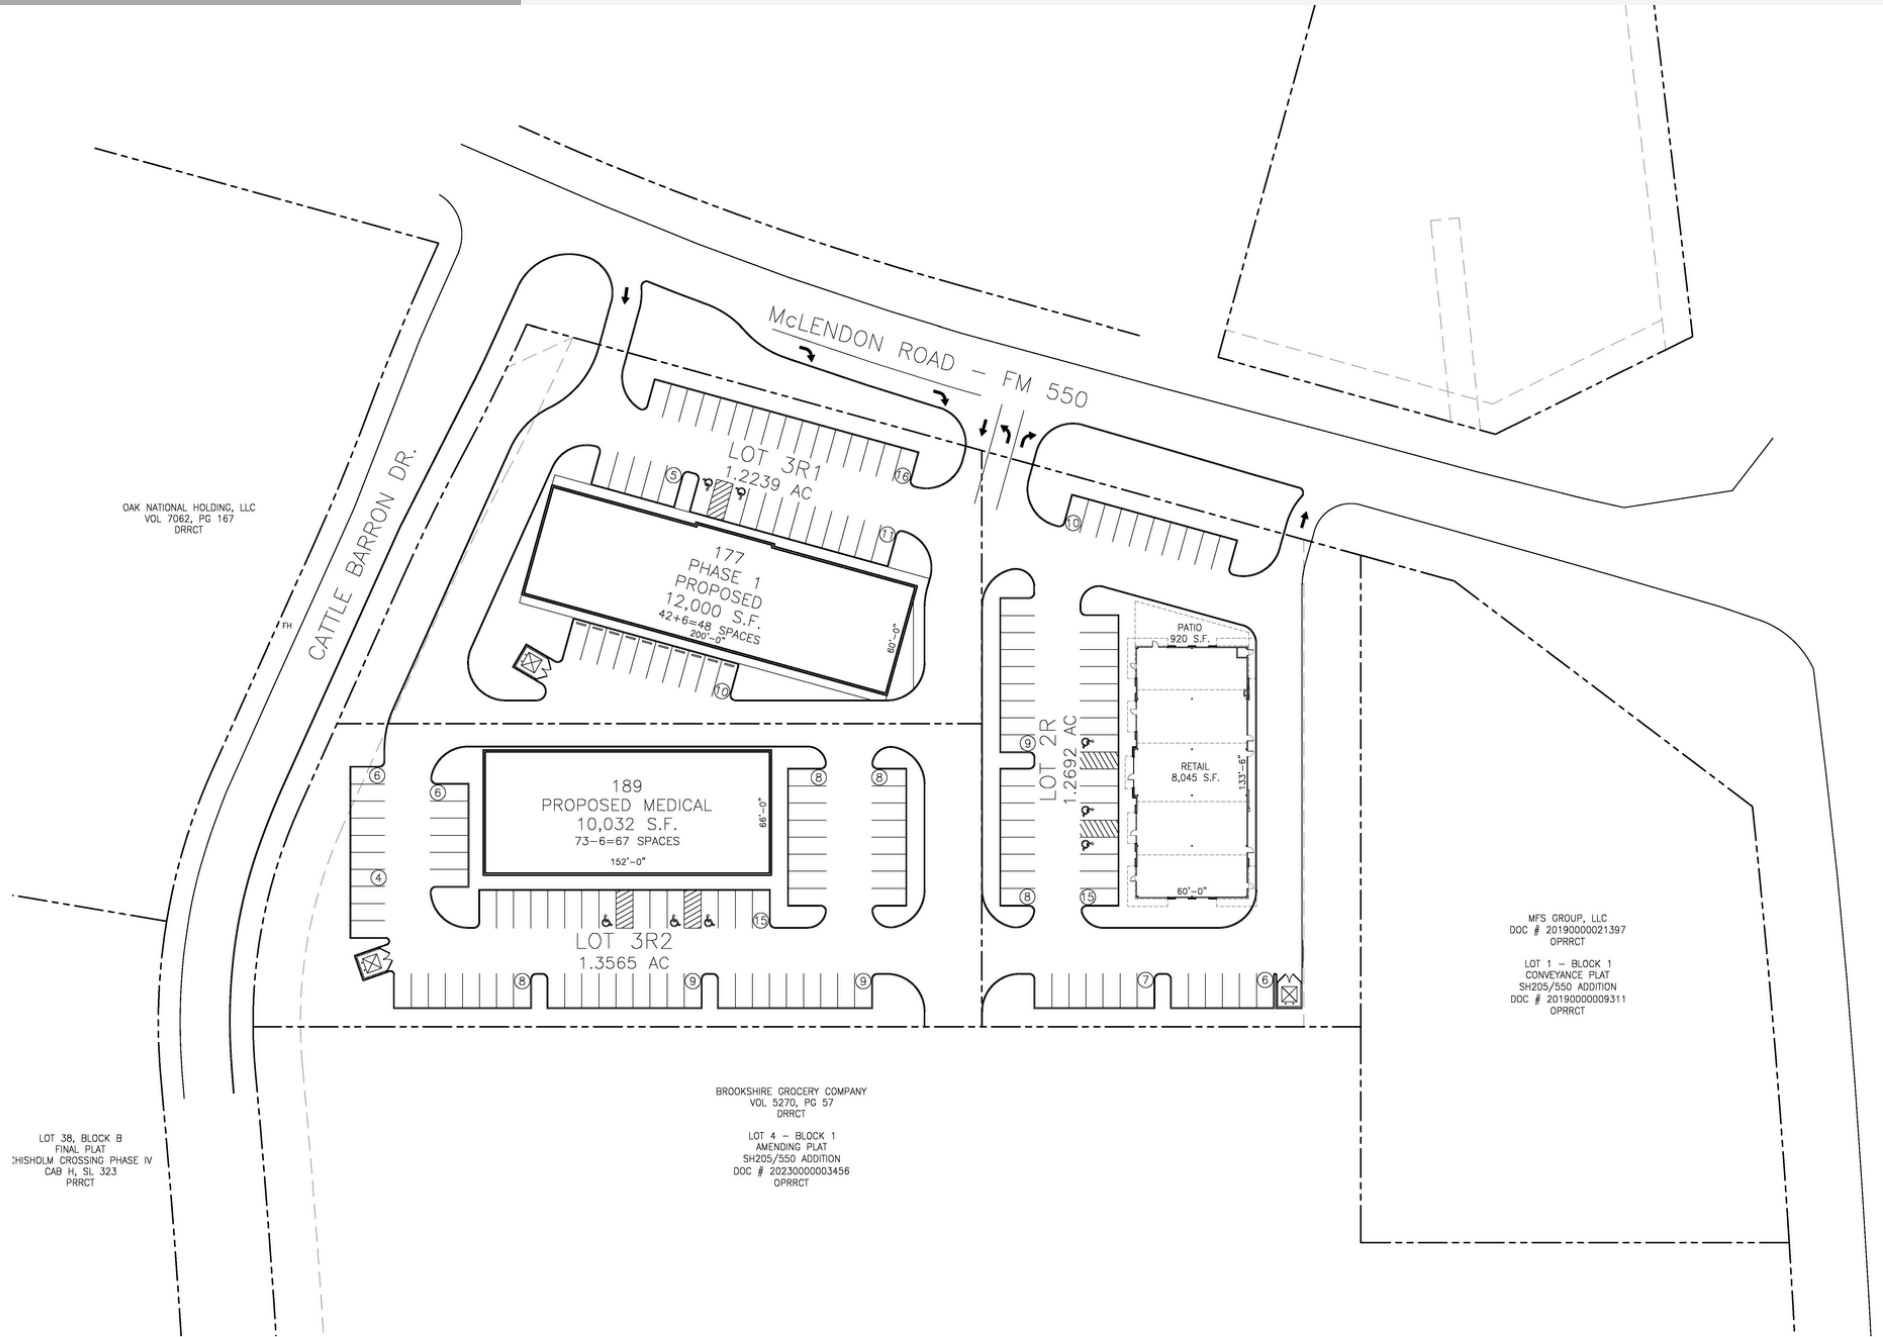 McLENDON ROAD - FM 550
CATTLE BARRON DR.
FH
OAK NATIONAL HOLDING, LLC
VOL 7062, PG 167
DRRCT
LOT 3R1
1.2239 AC
5
16
11
10
177
PHASE 1
PROPOSED
12,000 S.F.
42+6=48 SPACES
200'-0"
60'-0"
10
10
PATIO
920 S.F.
RETAIL
8,045 S.F.
133'-6"
60'-0"
LOT 2R
1.2692 AC
9
8
15
7
6
189
PROPOSED MEDICAL
10,032 S.F.
73-6=67 SPACES
152'-0"
66'-0"
6
6
4
8
8
15
LOT 3R2
1.3565 AC
8
9
9
MFS GROUP, LLC
DOC # 20190000021397
OPRRCT
LOT 1 - BLOCK 1
CONVEYANCE PLAT
SH205/550 ADDITION
DOC # 20190000009311
OPRRCT
BROOKSHIRE GROCERY COMPANY
VOL 5270, PG 57
DRRCT
LOT 4 - BLOCK 1
AMENDING PLAT
SH205/550 ADDITION
DOC # 20230000003456
OPRRCT
LOT 38, BLOCK B
FINAL PLAT
CHISHOLM CROSSING PHASE IV
CAB H, SL 323
PRRCT